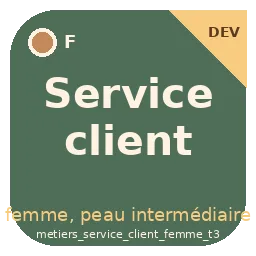 F
DEV
Service
client
femme, peau intermédiaire
metiers_service_client_femme_t3